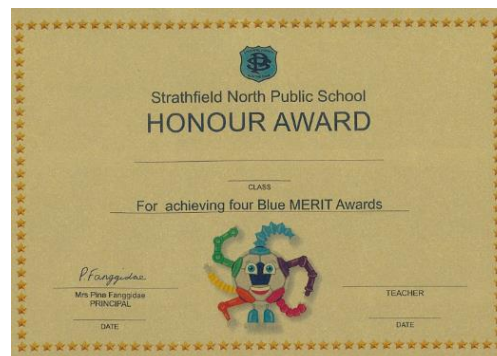 Strathfield North Public School
HONOUR AWARD
CLASS
For achieving four Blue MERIT Awards
P.Fanggidae
Mrs Pina Fanggidae
PRINCIPAL
DATE
TEACHER
DATE